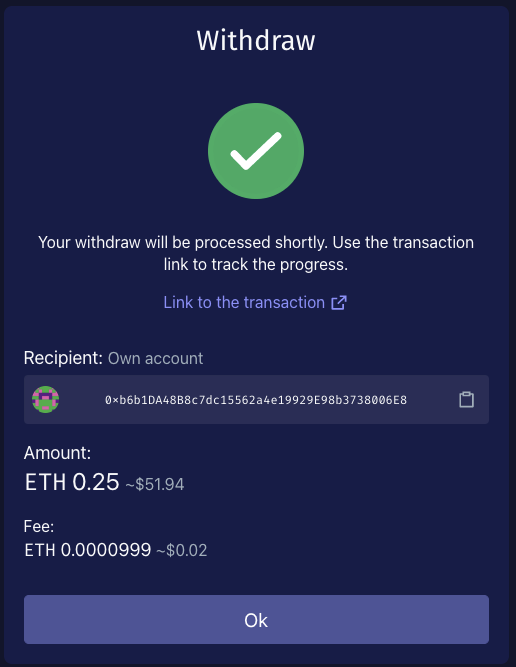 Withdraw
Your withdraw will be processed shortly. Use the transaction
link to track the progress.
Link to the transaction
Recipient: Own account
0×b6b1DA48B8c7dc15562a4e19929E98b3738006E8
Amount:
ETH 0.25 ~$51.94
Fee:
ETH 0.0000999 ~$0.02
Ok